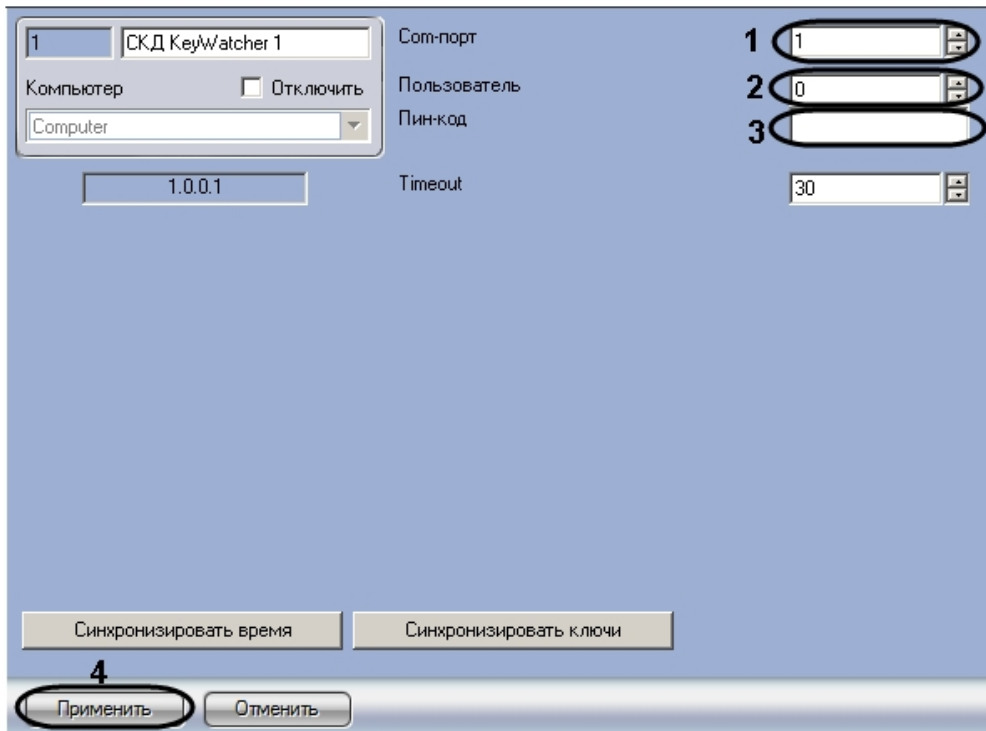 1 СКД KeyWatcher 1
Компьютер Отключить
Computer
1.0.0.1
Com-порт 1 1
Пользователь 2 0
Пин-код 3
Timeout 30
Синхронизировать время Синхронизировать ключи
4
Применить Отменить